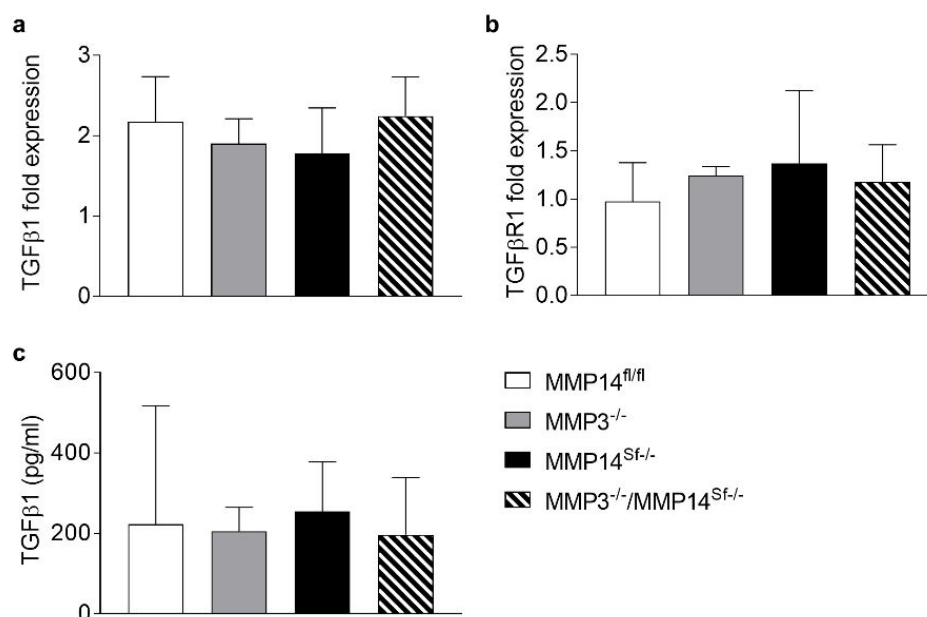 a
TGFβ1 fold expression
3
2
1
0
b
TGFβR1 fold expression
2.5
2.0
1.5
1.0
0.5
0.0
c
TGFβ1 (pg/ml)
600
400
200
0
MMP14fl/fl
MMP3-/-
MMP14Sf-/-
MMP3-/-/MMP14Sf-/-